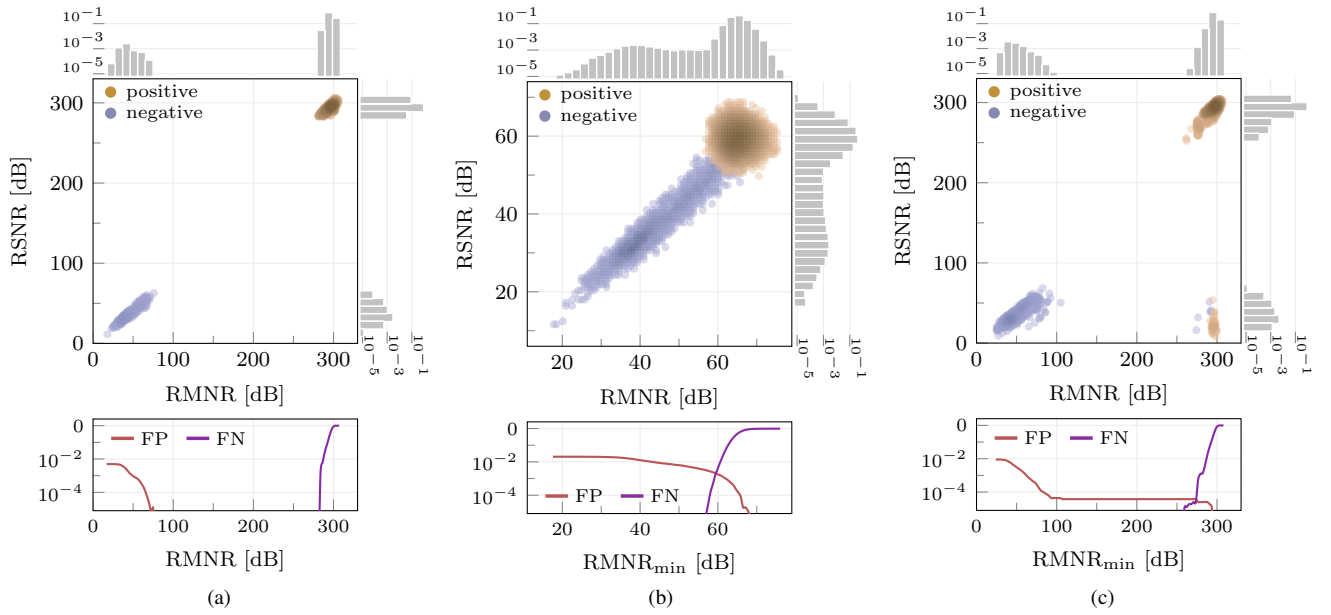 10⁻¹
10⁻³
10⁻⁵
positive
negative
300
200
100
0
RSNR [dB]
0 100 200 300
RMNR [dB]
10⁻⁵ 10⁻³ 10⁻¹
FP FN
0
10⁻²
10⁻⁴
0 100 200 300
RMNR [dB]
(a)
10⁻¹
10⁻³
10⁻⁵
positive
negative
60
40
20
RSNR [dB]
20 40 60
RMNR [dB]
10⁻⁵ 10⁻³ 10⁻¹
0
10⁻²
10⁻⁴
FP FN
20 40 60
RMNRmin [dB]
(b)
10⁻¹
10⁻³
10⁻⁵
positive
negative
300
200
100
0
RSNR [dB]
0 100 200 300
RMNR [dB]
10⁻⁵ 10⁻³ 10⁻¹
FP FN
0
10⁻²
10⁻⁴
0 100 200 300
RMNRmin [dB]
(c)